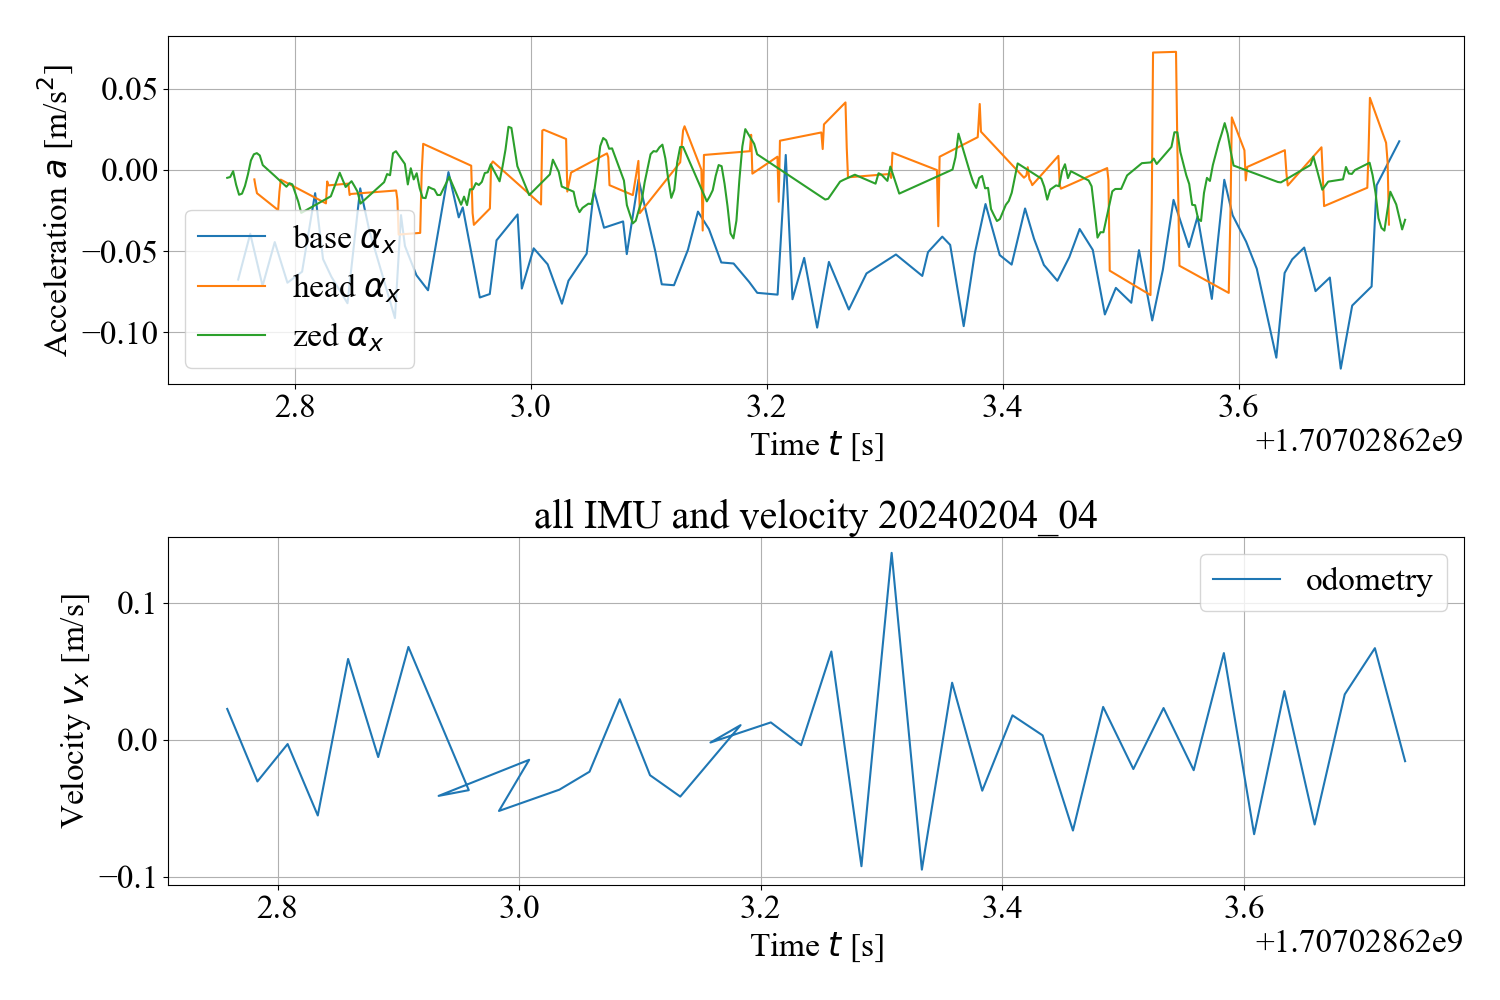 0.05
0.00
−0.05
−0.10
Acceleration a [m/s²]
base αₓ
head αₓ
zed αₓ
2.8 3.0 3.2 3.4 3.6
Time t [s]
+1.70702862e9
all IMU and velocity 20240204_04
0.1
0.0
−0.1
Velocity vₓ [m/s]
odometry
2.8 3.0 3.2 3.4 3.6
Time t [s]
+1.70702862e9